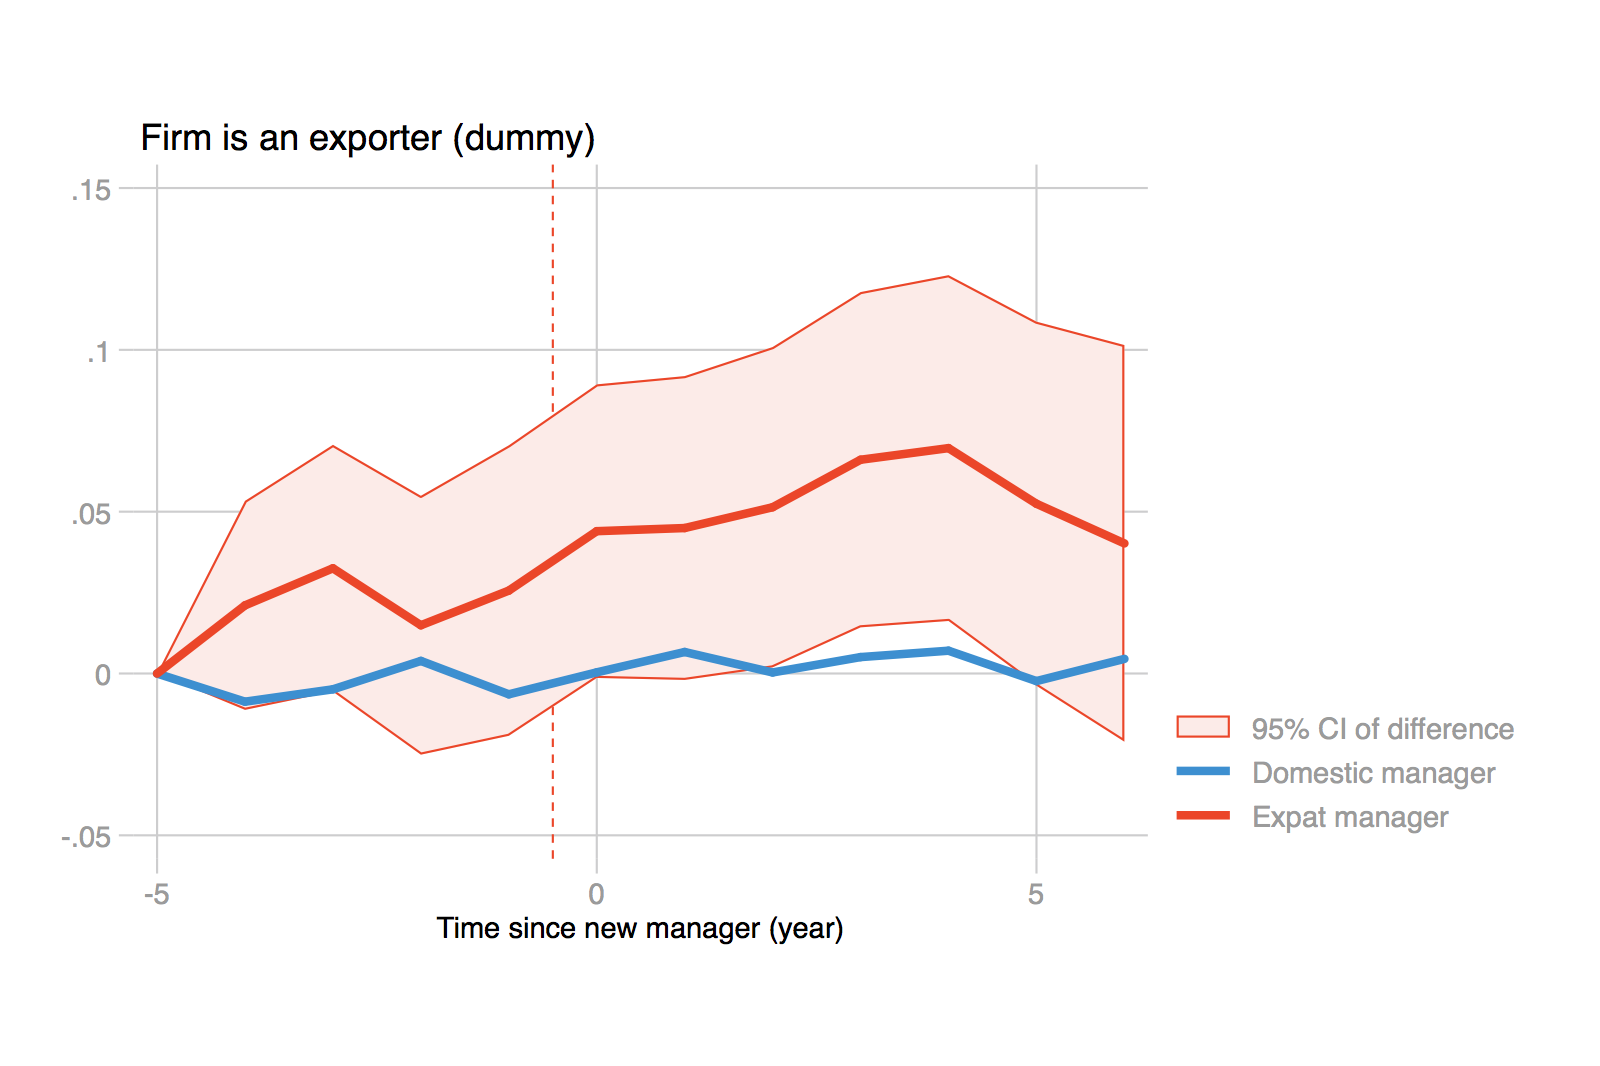 Firm is an exporter (dummy)
.15
.1
.05
0
-.05
-5 0 5
Time since new manager (year)
95% CI of difference
Domestic manager
Expat manager